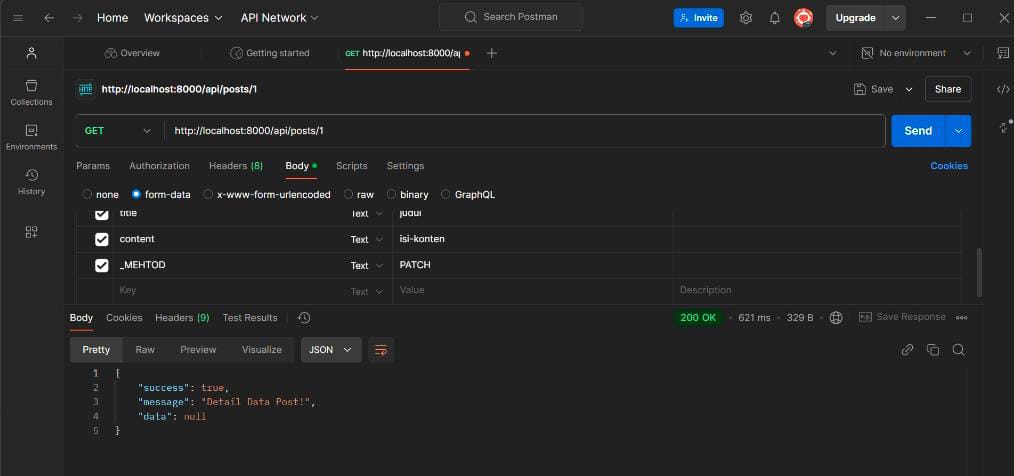 Home Workspaces API Network Search Postman Invite Upgrade
Overview Getting started GET http://localhost:8000/ap No environment
HTTP http://localhost:8000/api/posts/1 Save Share
Collections
GET http://localhost:8000/api/posts/1 Send
Environments
Params Authorization Headers (8) Body Scripts Settings Cookies
History
none form-data x-www-form-urlencoded raw binary GraphQL
title Text judul
content Text isi-konten
_MEHTOD Text PATCH
Key Text Value Description
Body Cookies Headers (9) Test Results 200 OK 621 ms 329 B Save Response
Pretty Raw Preview Visualize JSON
1 {
2 "success": true,
3 "message": "Detail Data Post!",
4 "data": null
5 }